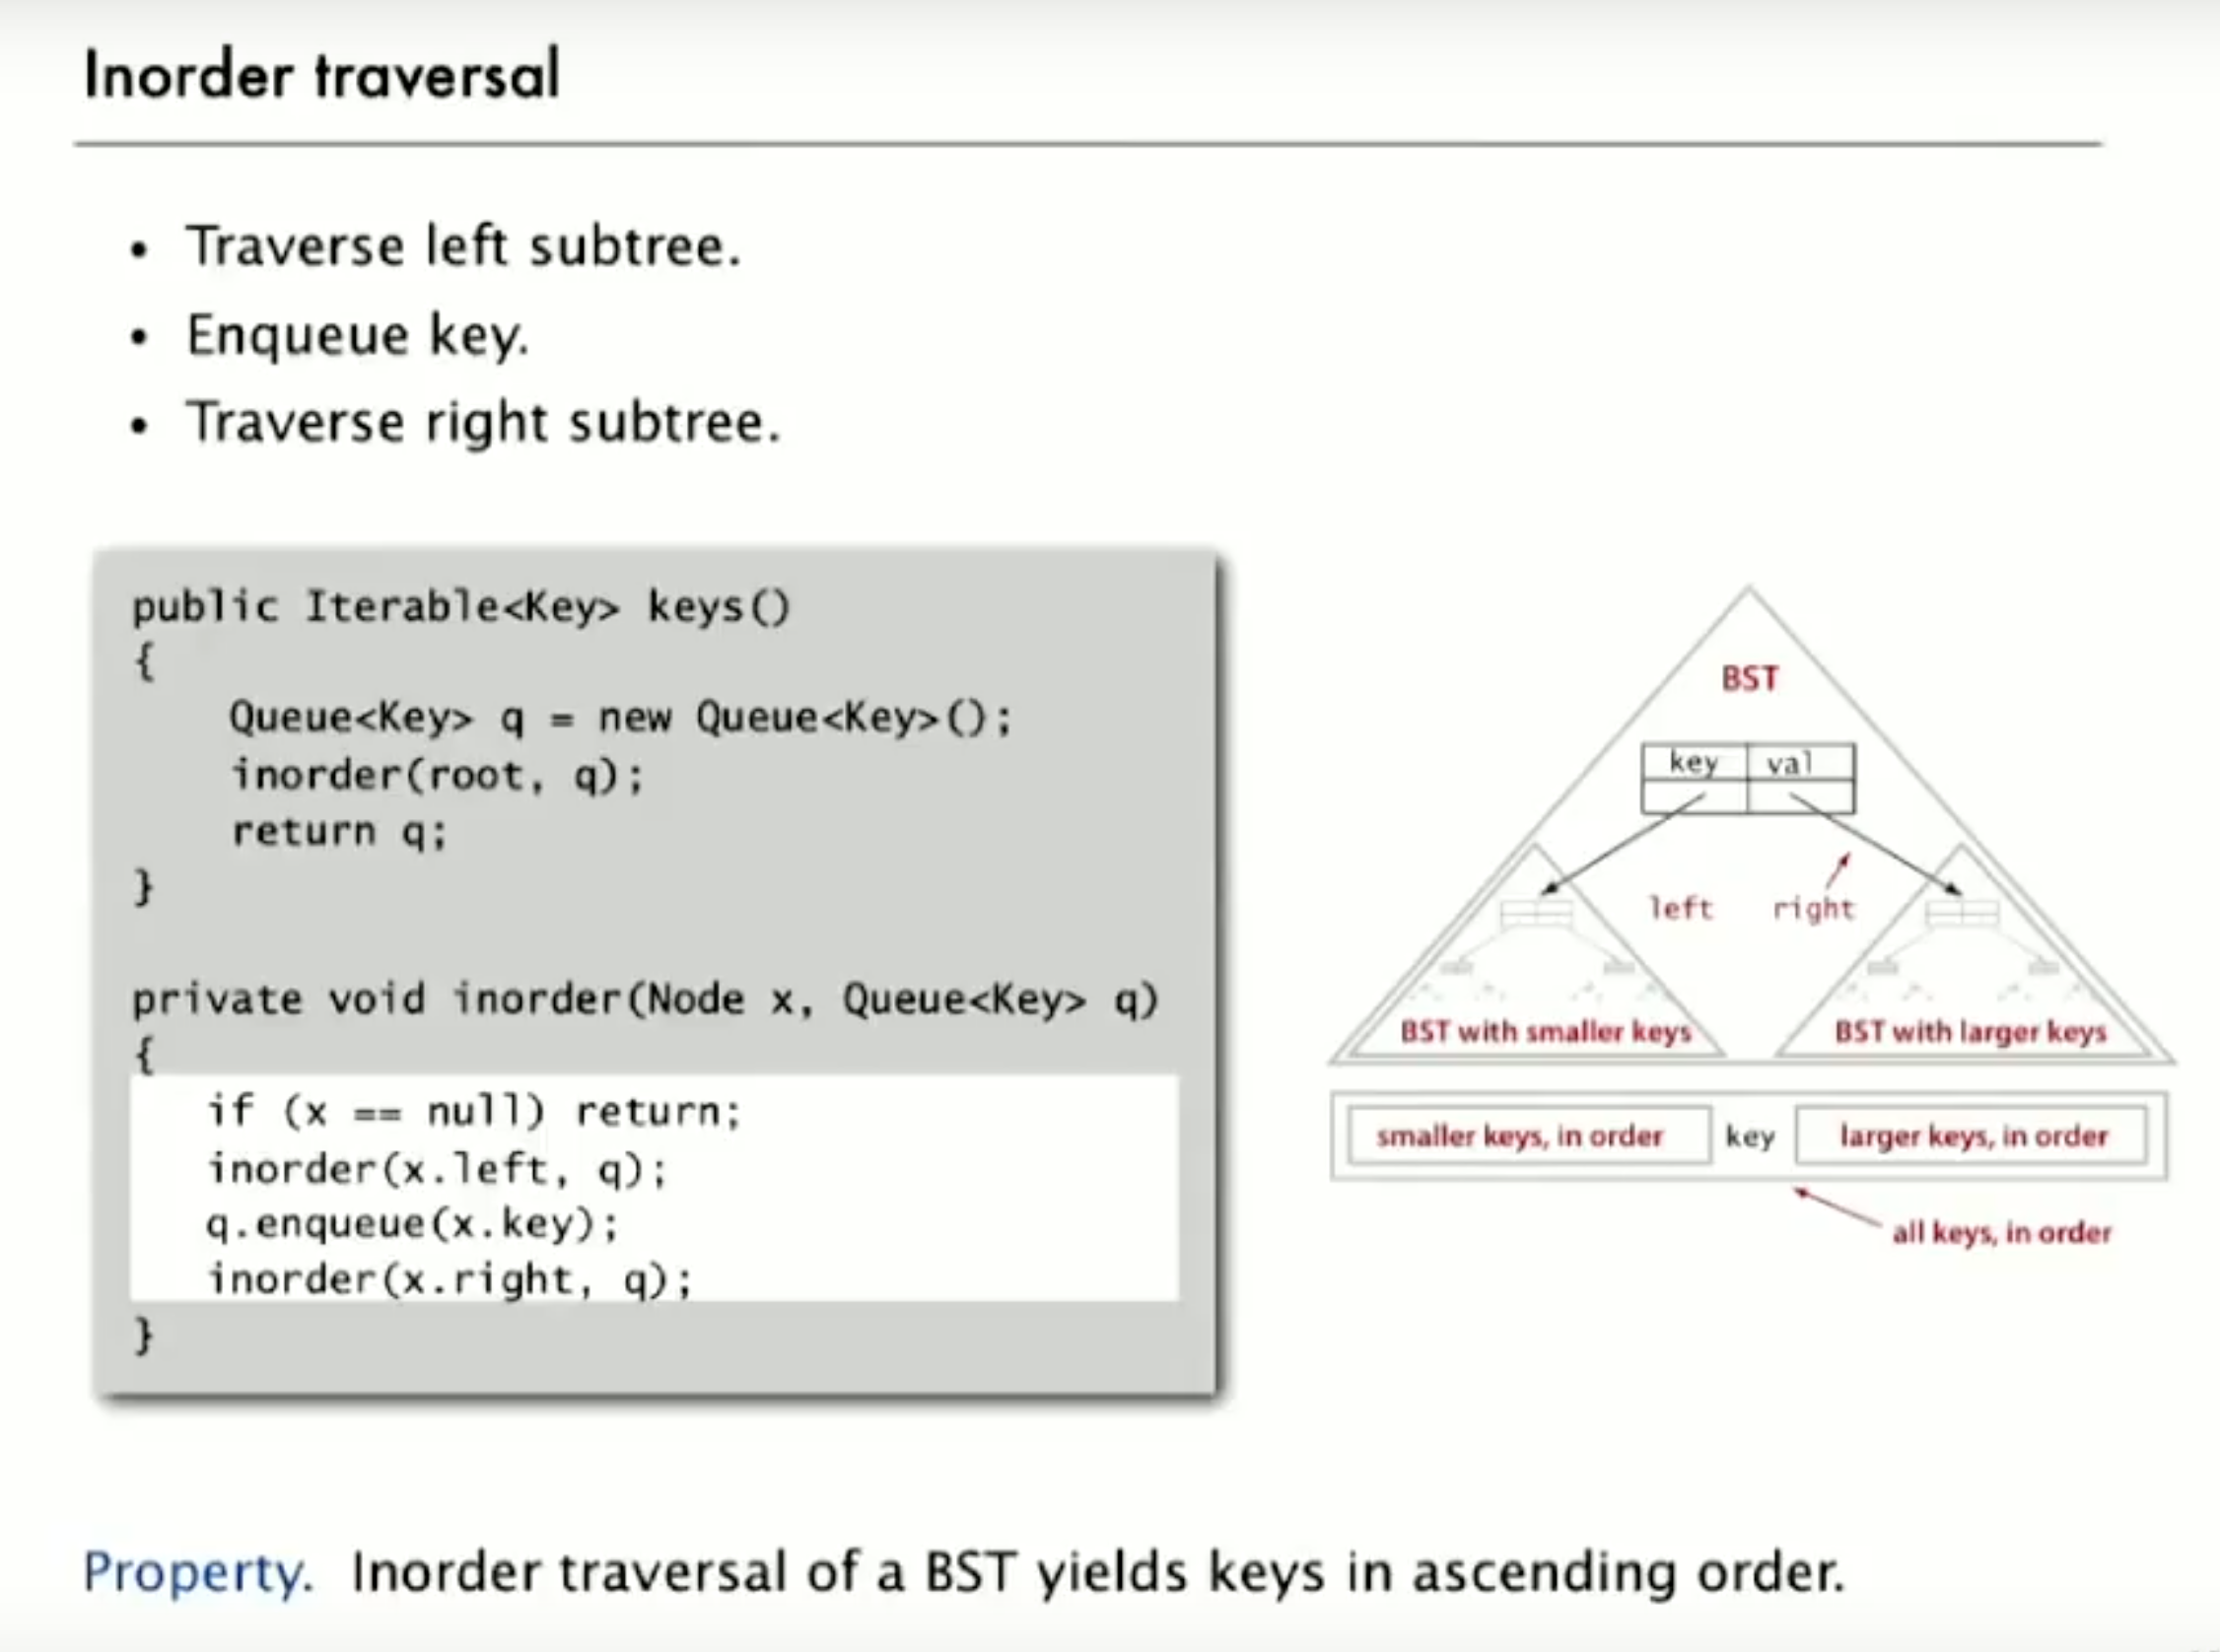 Inorder traversal
• Traverse left subtree.
• Enqueue key.
• Traverse right subtree.
public Iterable<Key> keys()
{
    Queue<Key> q = new Queue<Key>();
    inorder(root, q);
    return q;
}
private void inorder(Node x, Queue<Key> q)
{
   if (x == null) return;
   inorder(x.left, q);
   q.enqueue(x.key);
   inorder(x.right, q);
}
BST
key val
left right
BST with smaller keys BST with larger keys
smaller keys, in order key larger keys, in order
all keys, in order
Property. Inorder traversal of a BST yields keys in ascending order.